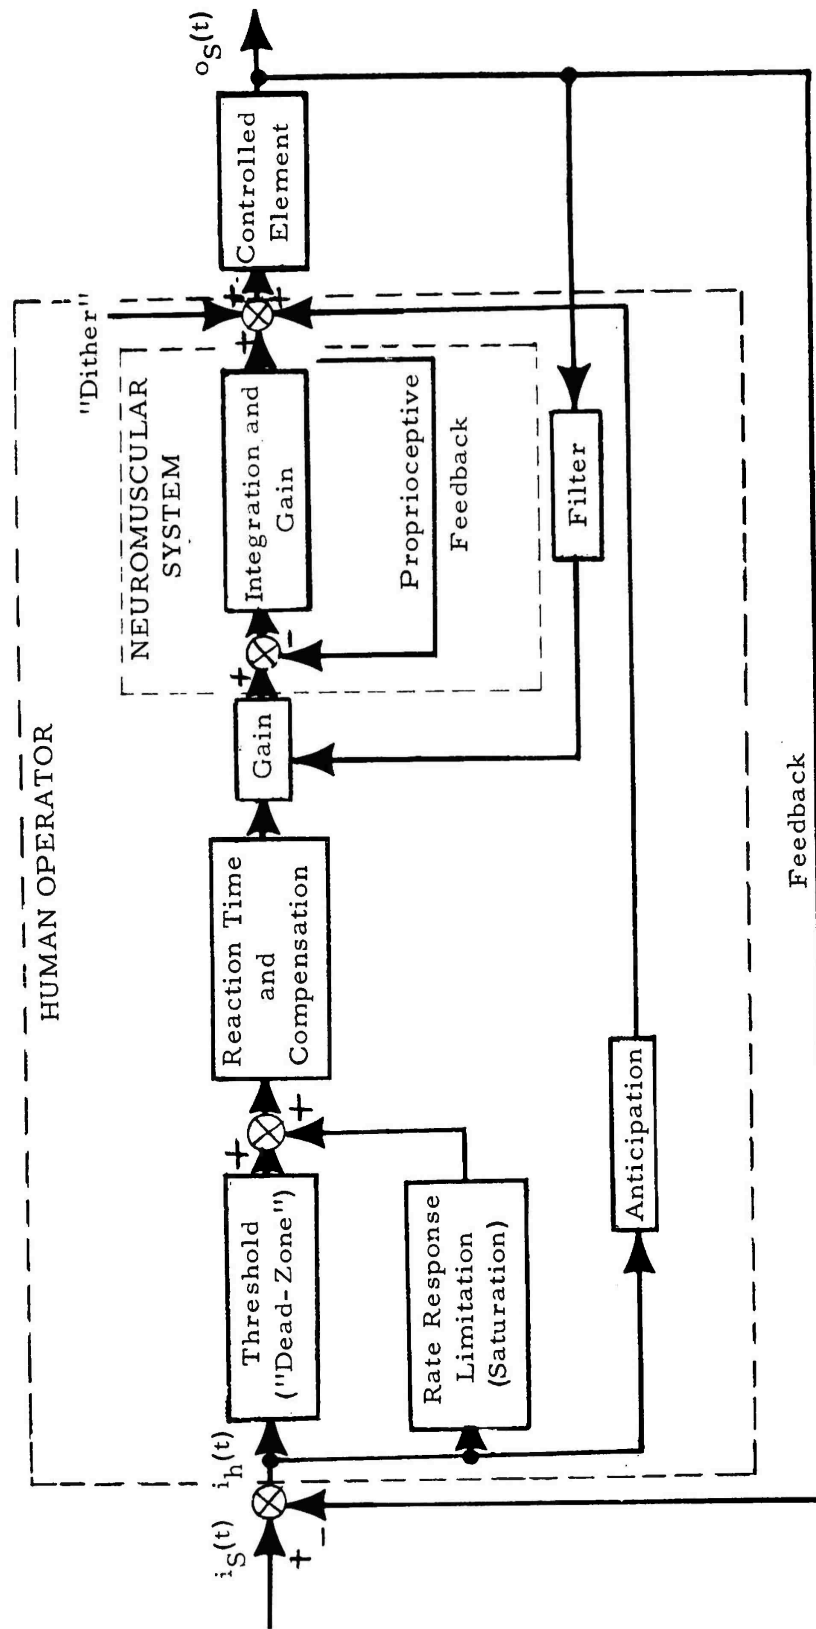 HUMAN OPERATOR
"Dither"
NEUROMUSCULAR
SYSTEM
i_S(t)
+
-
i_h(t)
Threshold
("Dead-Zone")
+
+
Reaction Time
and
Compensation
Gain
+
-
Integration and
Gain
+
+
+
Controlled
Element
o_S(t)
Rate Response
Limitation
(Saturation)
Proprioceptive
Feedback
Filter
Anticipation
Feedback